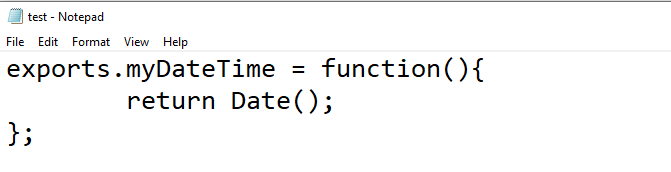 test - Notepad
File Edit Format View Help
exports.myDateTime = function(){
        return Date();
};